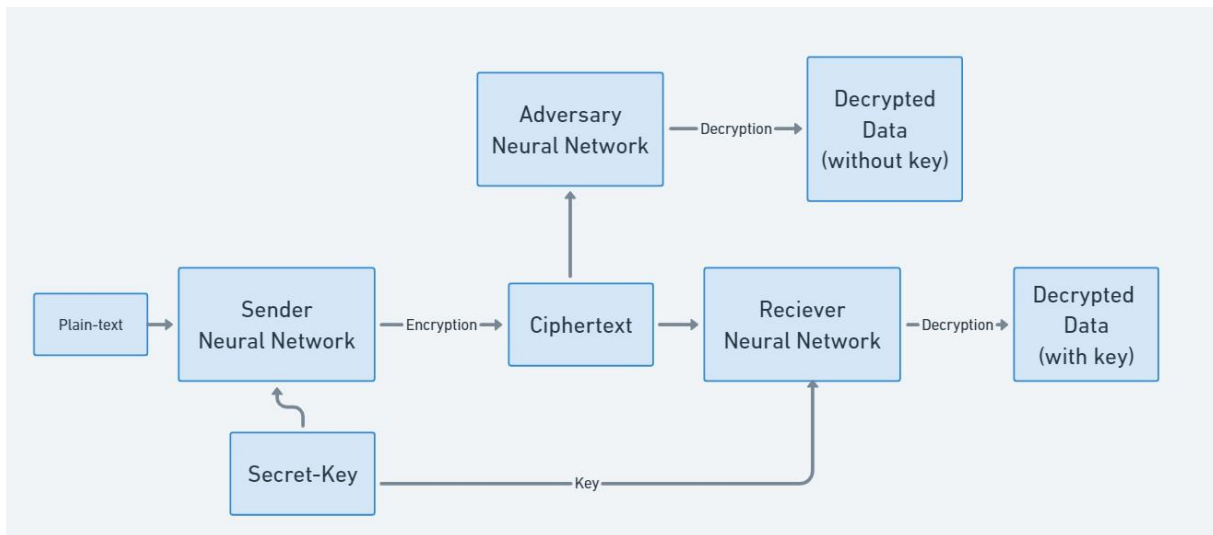 Adversary
Neural Network
Decryption
Decrypted
Data
(without key)
Plain-text
Sender
Neural Network
Encryption
Ciphertext
Reciever
Neural Network
Decryption
Decrypted
Data
(with key)
Secret-Key
Key